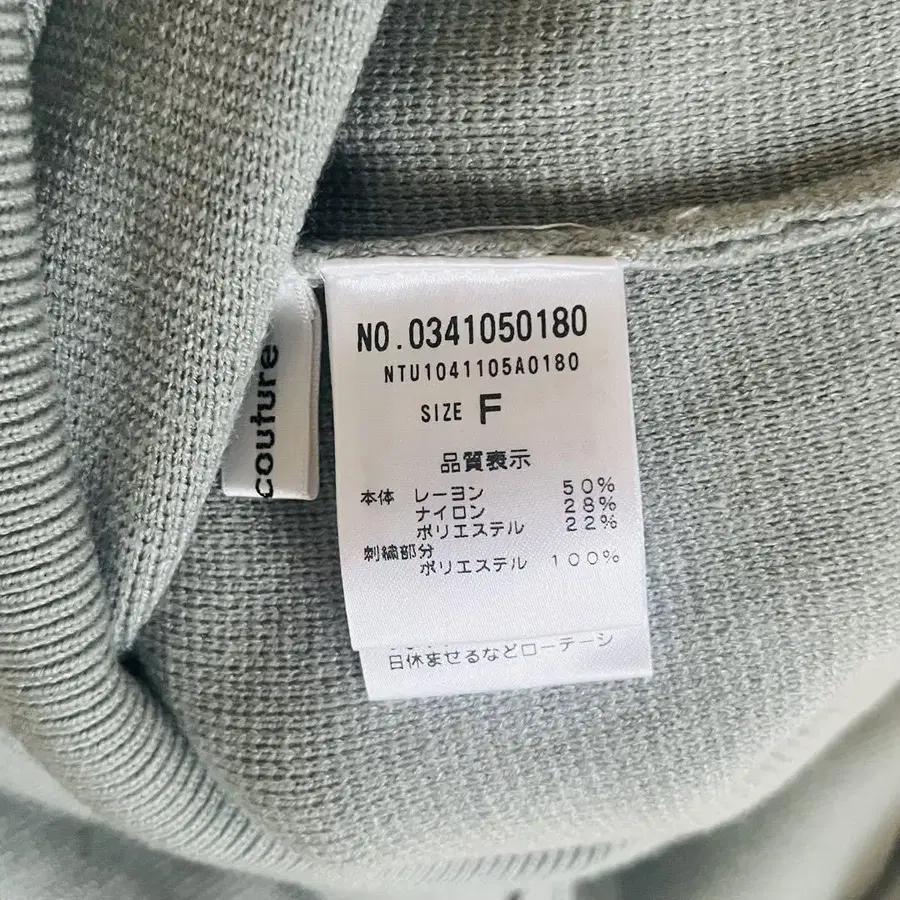 couture
NO.0341050180
NTU1041105A0180
SIZE F
品質表示
本体 レーヨン 50%
ナイロン 28%
ポリエステル 22%
刺繍部分
ポリエステル 100%
日休ませるなどローテーシ